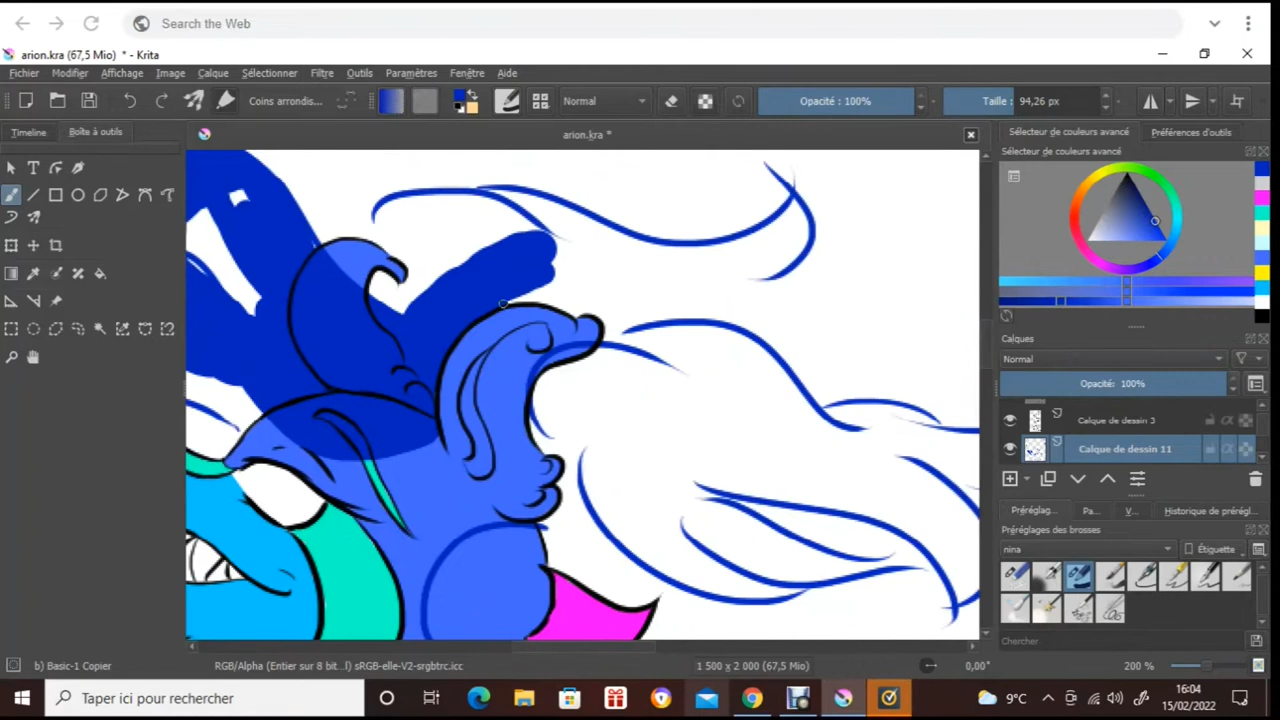 Search the Web
arion.kra (67,5 Mio) * - Krita
Fichier Modifier Affichage Image Calque Sélectionner Filtre Outils Paramètres Fenêtre Aide
Coins arrondis... Normal Opacité : 100% Taille : 94,26 px
Timeline Boîte à outils arion.kra * Sélecteur de couleurs avancé Préférences d'outils
Sélecteur de couleurs avancé
Calques
Normal
Opacité: 100%
Calque de dessin 3
Calque de dessin 11
Préréglag... Pa... V... Historique de prérégl...
Préréglages des brosses
nina Étiquette
Chercher
b) Basic-1 Copier RGB/Alpha (Entier sur 8 bit...l) sRGB-elle-V2-srgbtrc.icc 1 500 x 2 000 (67,5 Mio) 0,00° 200 %
Taper ici pour rechercher 9°C 16:04
15/02/2022